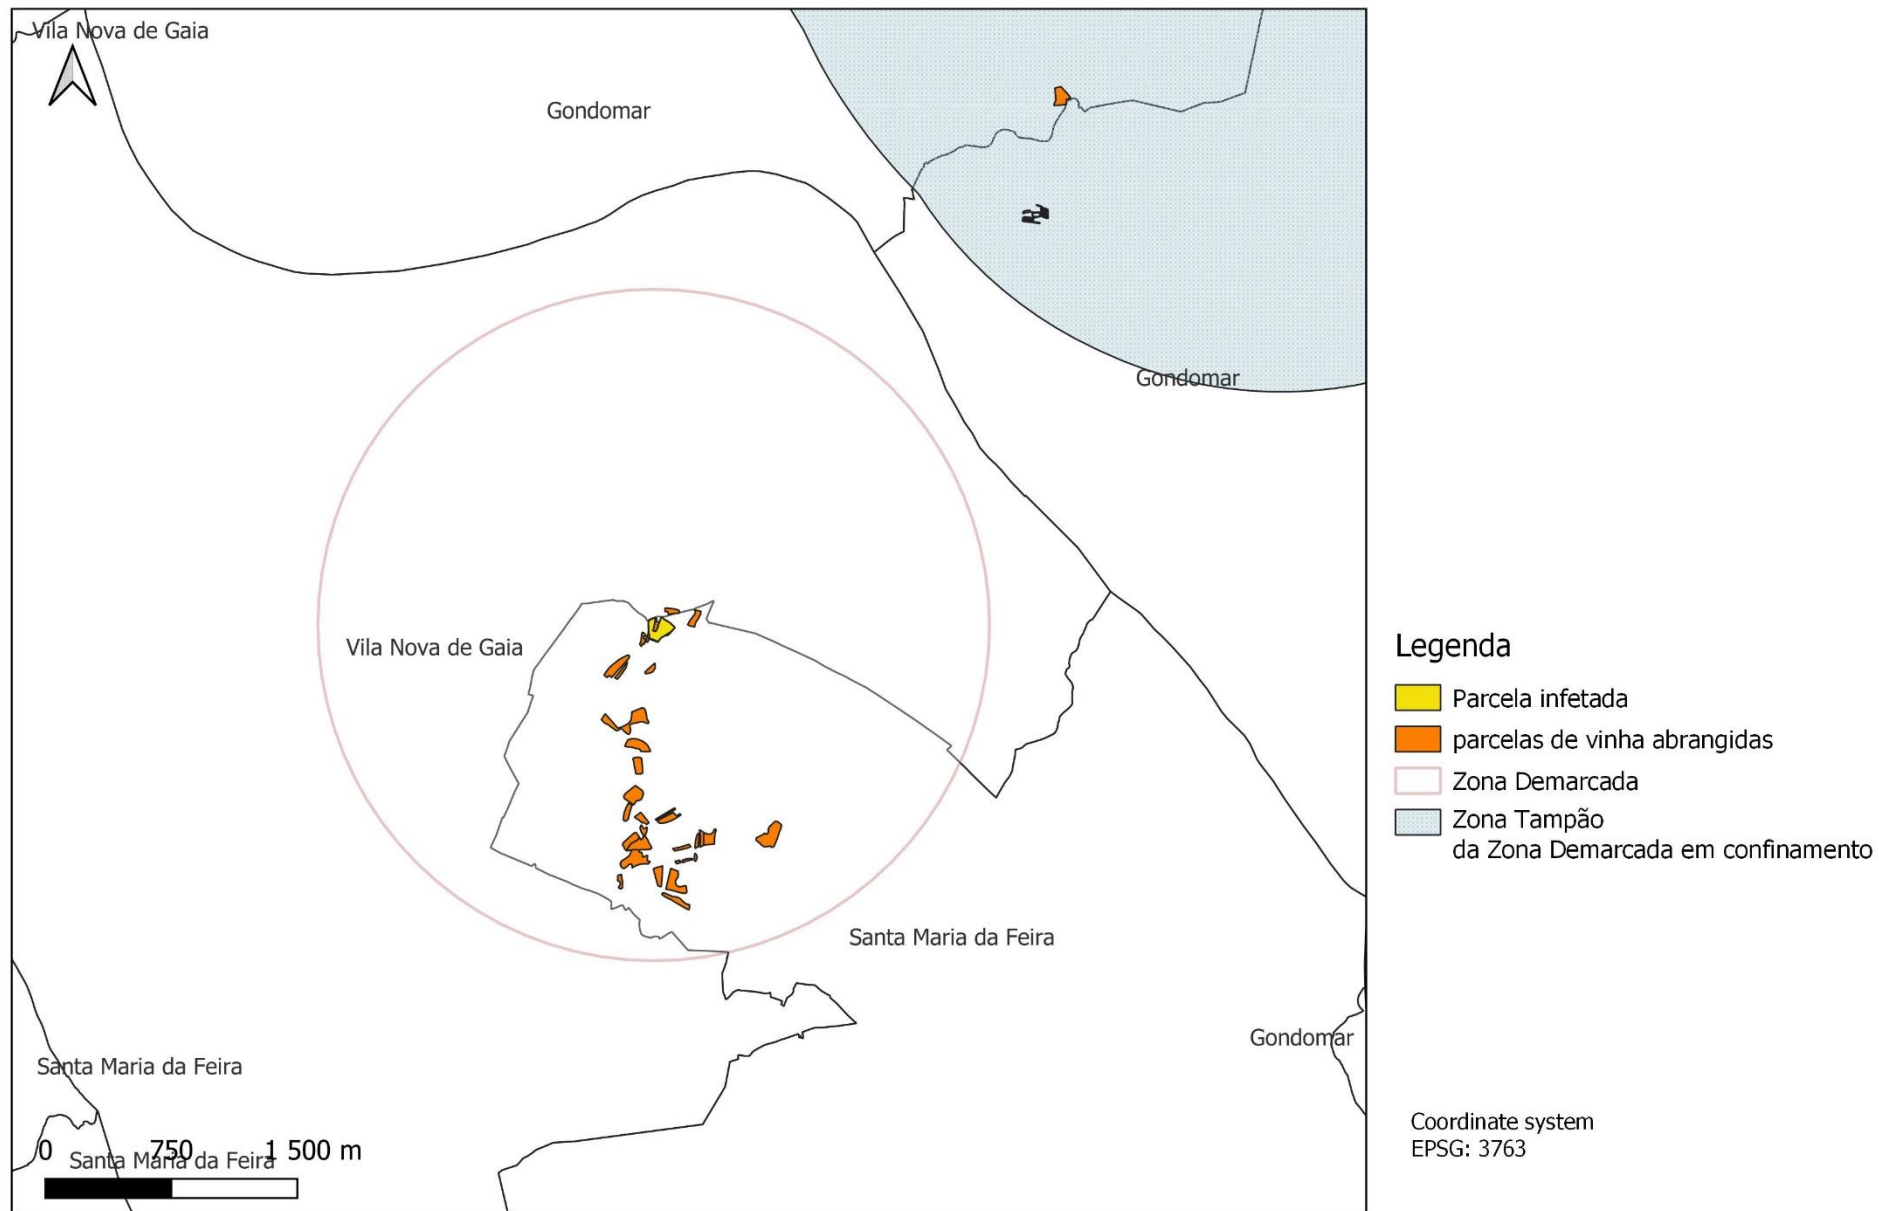 Vila Nova de Gaia
Gondomar
Gondomar
Vila Nova de Gaia
Santa Maria da Feira
Gondomar
Santa Maria da Feira
0 750 1 500 m
Santa Maria da Feira
Legenda
Parcela infetada
parcelas de vinha abrangidas
Zona Demarcada
Zona Tampão
da Zona Demarcada em confinamento
Coordinate system
EPSG: 3763